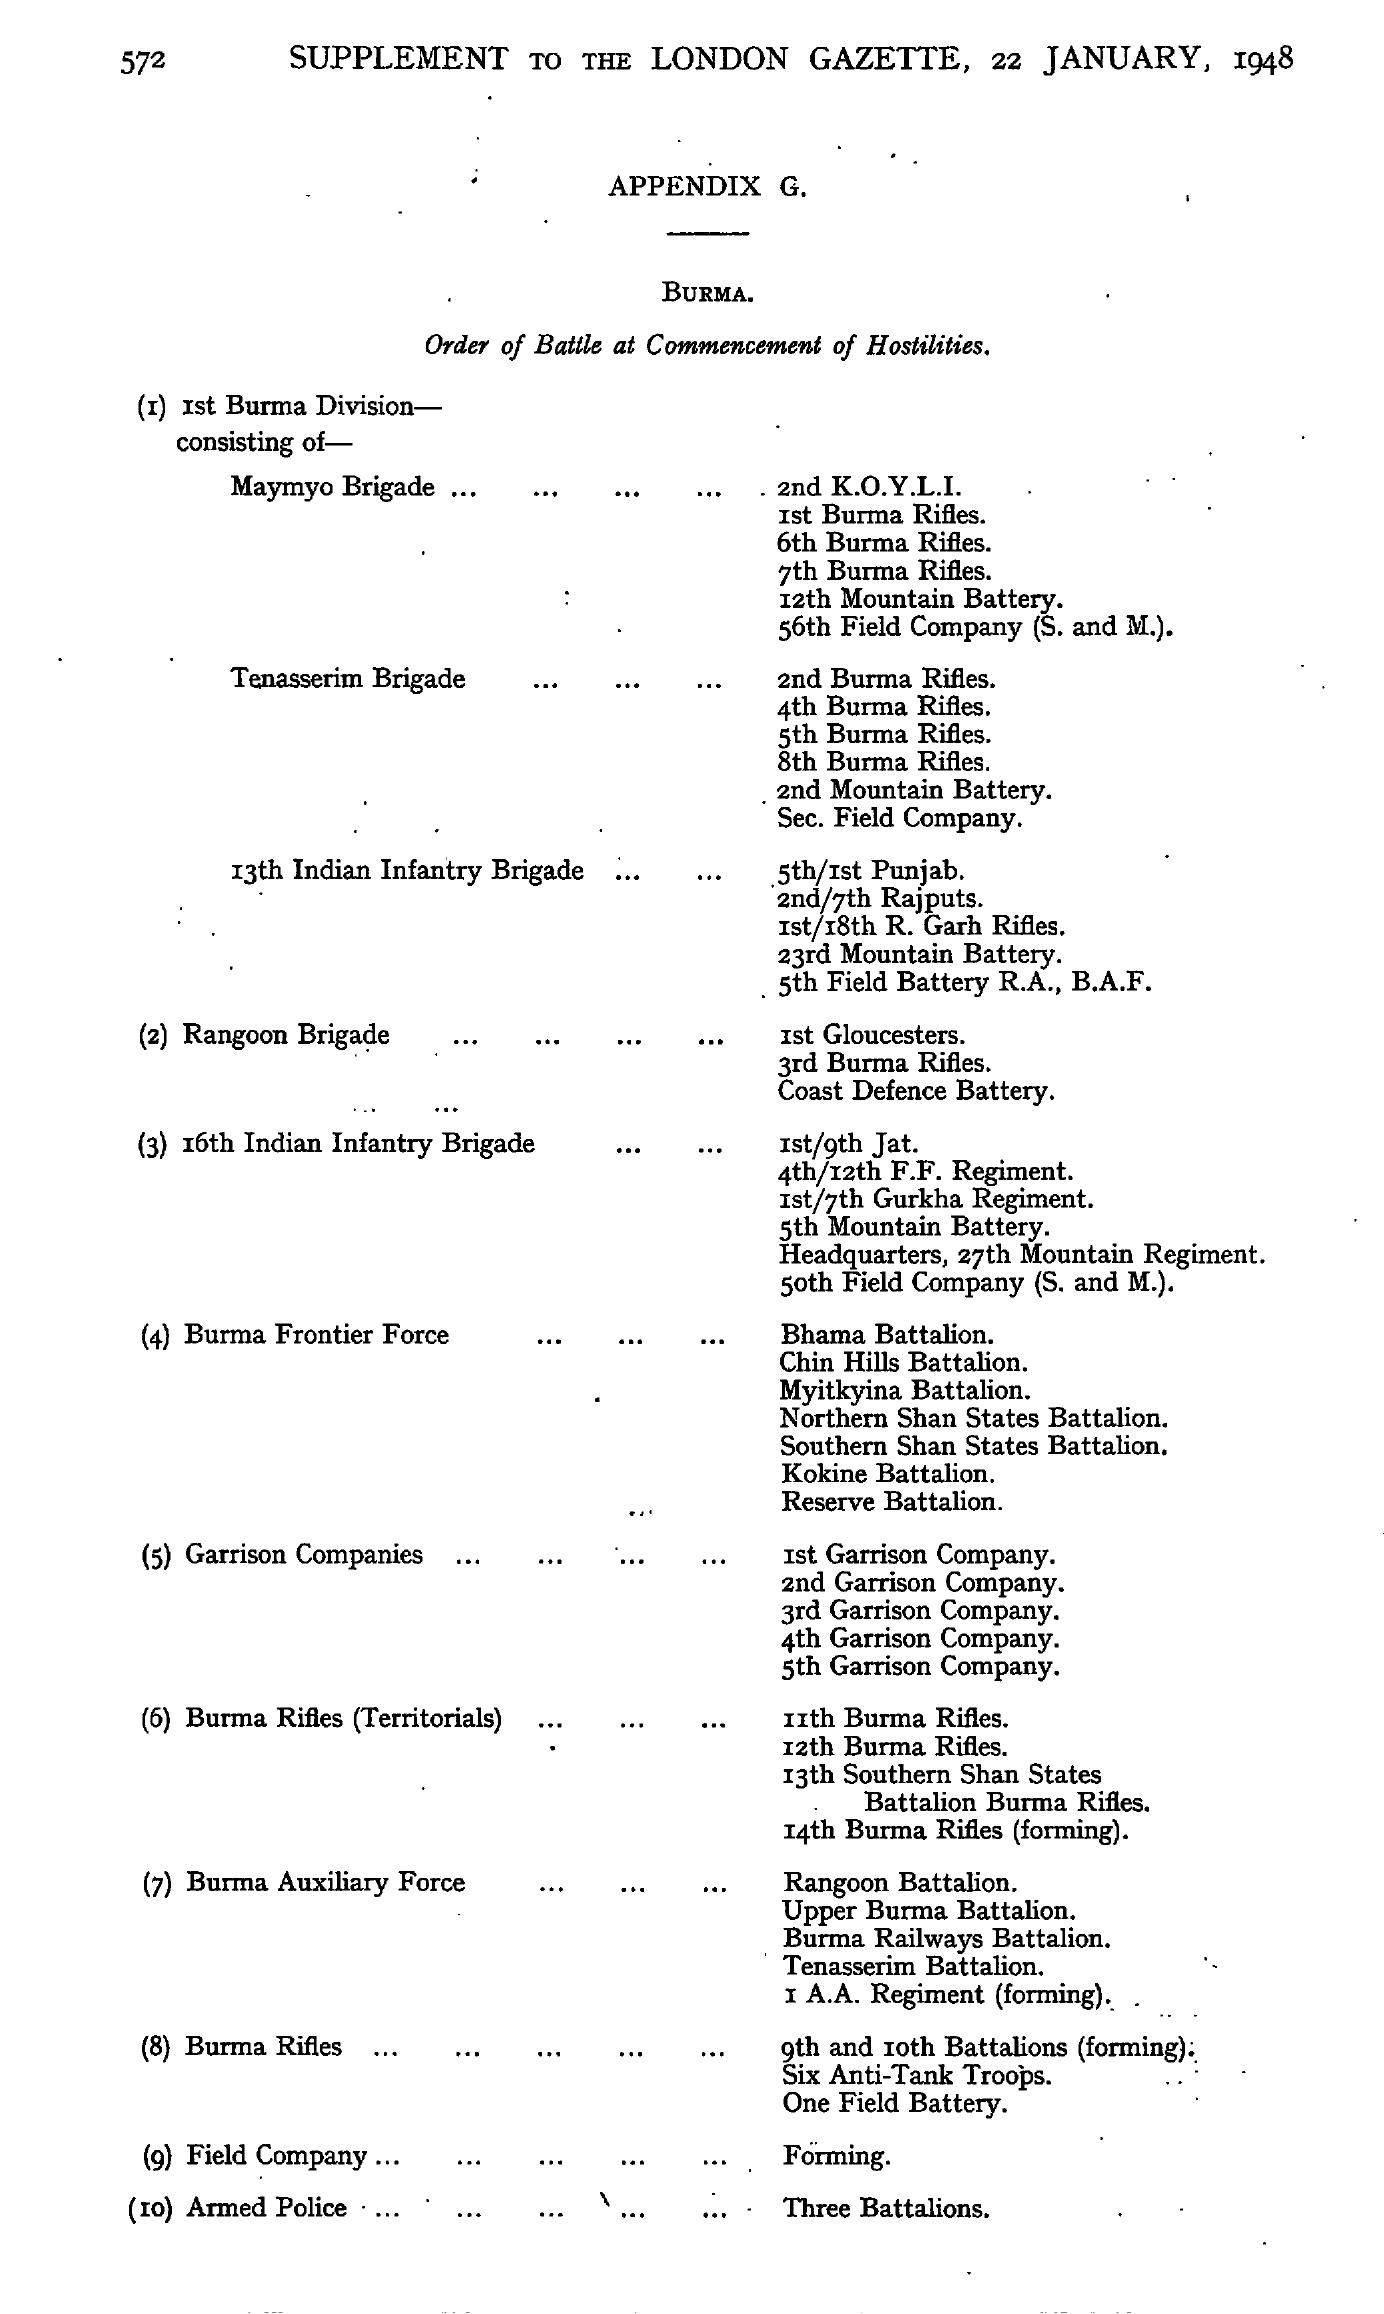 572 SUPPLEMENT TO THE LONDON GAZETTE, 22 JANUARY, 1948
APPENDIX G.
BURMA.
Order of Battle at Commencement of Hostilities.
(1) 1st Burma Division—
consisting of—
Maymyo Brigade ... ... ... ... 2nd K.O.Y.L.I.
1st Burma Rifles.
6th Burma Rifles.
7th Burma Rifles.
12th Mountain Battery.
56th Field Company (S. and M.).
Tenasserim Brigade ... ... ... 2nd Burma Rifles.
4th Burma Rifles.
5th Burma Rifles.
8th Burma Rifles.
2nd Mountain Battery.
Sec. Field Company.
13th Indian Infantry Brigade ... ... 5th/1st Punjab.
2nd/7th Rajputs.
1st/18th R. Garh Rifles.
23rd Mountain Battery.
5th Field Battery R.A., B.A.F.
(2) Rangoon Brigade ... ... ... ... 1st Gloucesters.
3rd Burma Rifles.
Coast Defence Battery.
(3) 16th Indian Infantry Brigade ... ... 1st/9th Jat.
4th/12th F.F. Regiment.
1st/7th Gurkha Regiment.
5th Mountain Battery.
Headquarters, 27th Mountain Regiment.
50th Field Company (S. and M.).
(4) Burma Frontier Force ... ... ... Bhama Battalion.
Chin Hills Battalion.
Myitkyina Battalion.
Northern Shan States Battalion.
Southern Shan States Battalion.
Kokine Battalion.
Reserve Battalion.
(5) Garrison Companies ... ... ... ... 1st Garrison Company.
2nd Garrison Company.
3rd Garrison Company.
4th Garrison Company.
5th Garrison Company.
(6) Burma Rifles (Territorials) ... ... ... 11th Burma Rifles.
12th Burma Rifles.
13th Southern Shan States
Battalion Burma Rifles.
14th Burma Rifles (forming).
(7) Burma Auxiliary Force ... ... ... Rangoon Battalion.
Upper Burma Battalion.
Burma Railways Battalion.
Tenasserim Battalion.
1 A.A. Regiment (forming).
(8) Burma Rifles ... ... ... ... ... 9th and 10th Battalions (forming).
Six Anti-Tank Troops.
One Field Battery.
(9) Field Company ... ... ... ... ... Forming.
(10) Armed Police ... ... ... ... ... Three Battalions.